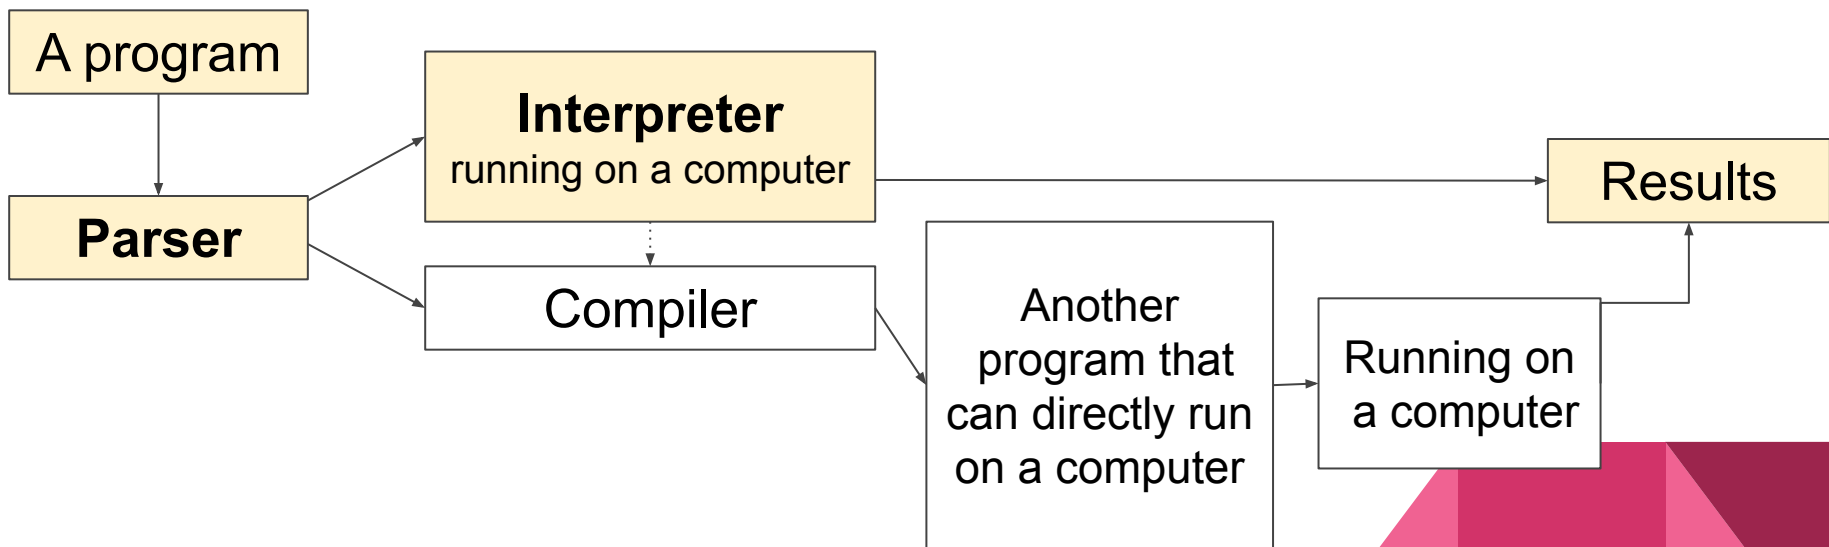 A program
Parser
Interpreter
running on a computer
Compiler
Another
program that
can directly run
on a computer
Running on
a computer
Results